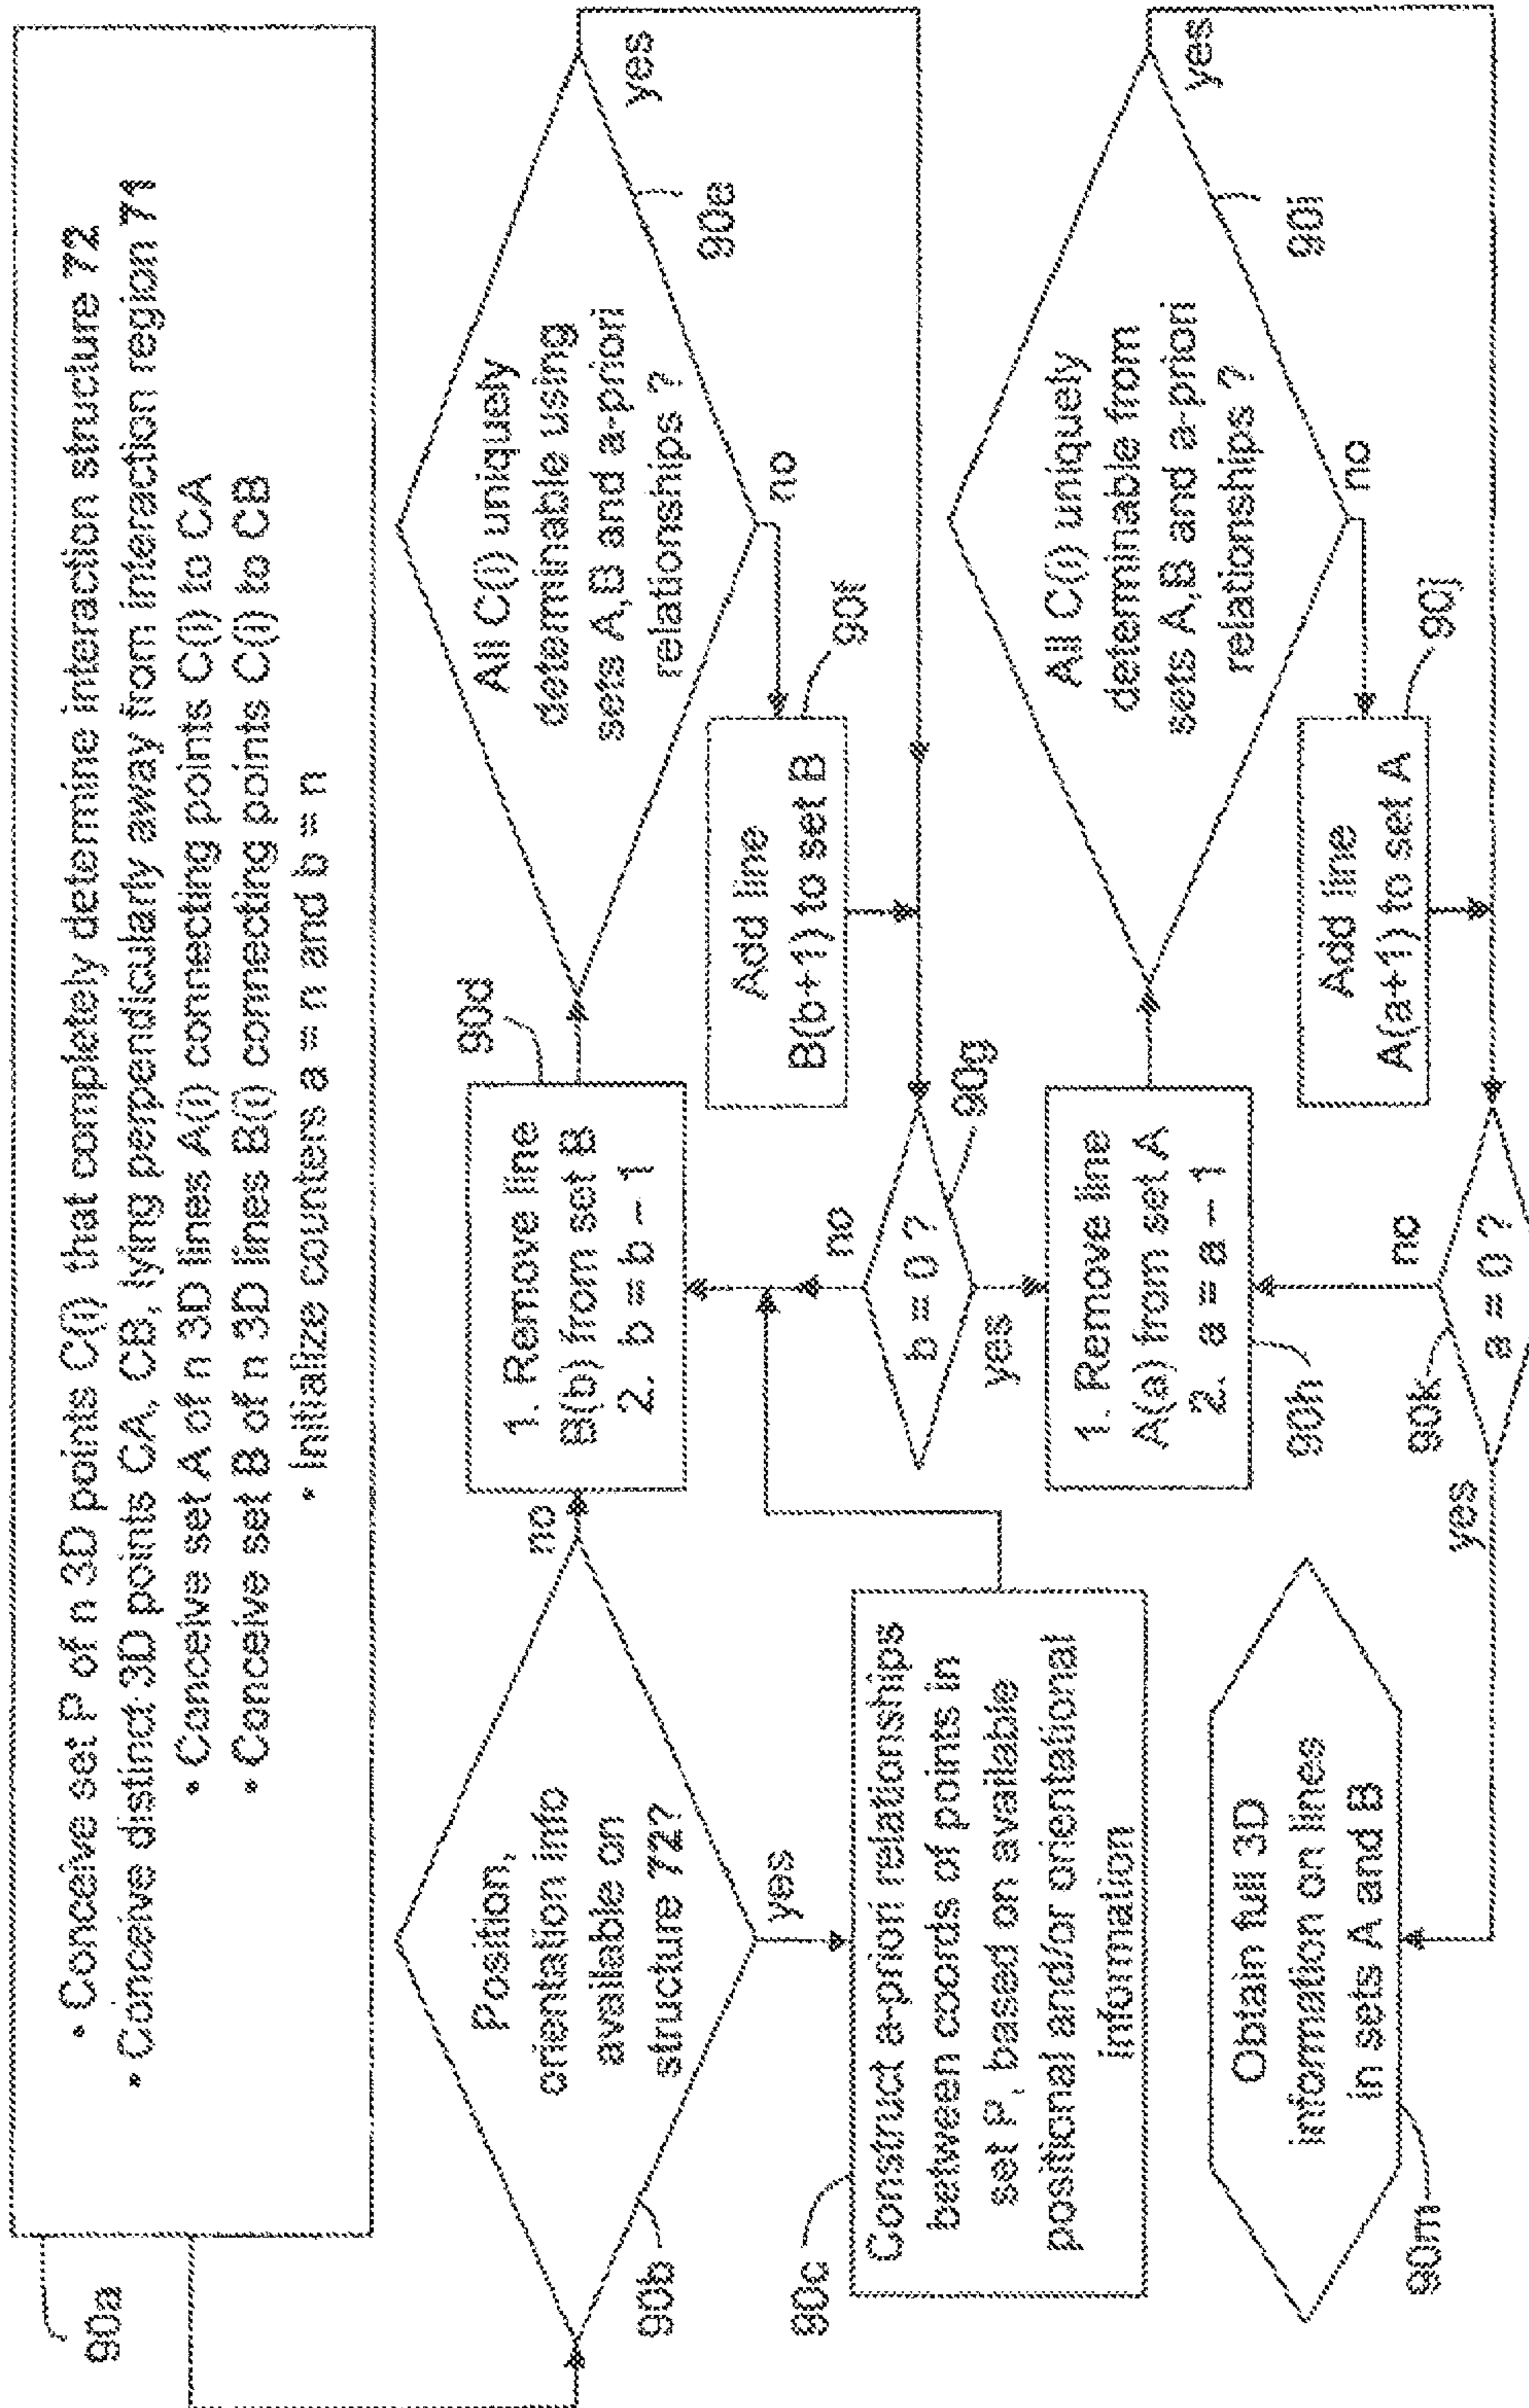 90a
• Conceive set P of n 3D points C(i) that completely determine interaction structure 72
• Conceive distinct 3D points CA, CB, lying perpendicularly away from interaction region 71
• Conceive set A of n 3D lines A(i) connecting points C(i) to CA
• Conceive set B of n 3D lines B(i) connecting points C(i) to CB
• Initialize counters a = n and b = n
90b
Position,
orientation info
available on
structure 72?
no
yes
90c
Construct a-priori relationships
between coords of points in
set P, based on available
positional and/or orientational
information
90d
1. Remove line
B(b) from set B
2. b = b – 1
90e
All C(i) uniquely
determinable using
sets A,B and a-priori
relationships ?
yes
no
90f
Add line
B(b+1) to set B
90g
b = 0 ?
no
yes
90h
1. Remove line
A(a) from set A
2. a = a – 1
90i
All C(i) uniquely
determinable from
sets A,B and a-priori
relationships ?
yes
no
90j
Add line
A(a+1) to set A
90k
a = 0 ?
no
yes
90m
Obtain full 3D
information on lines
in sets A and B